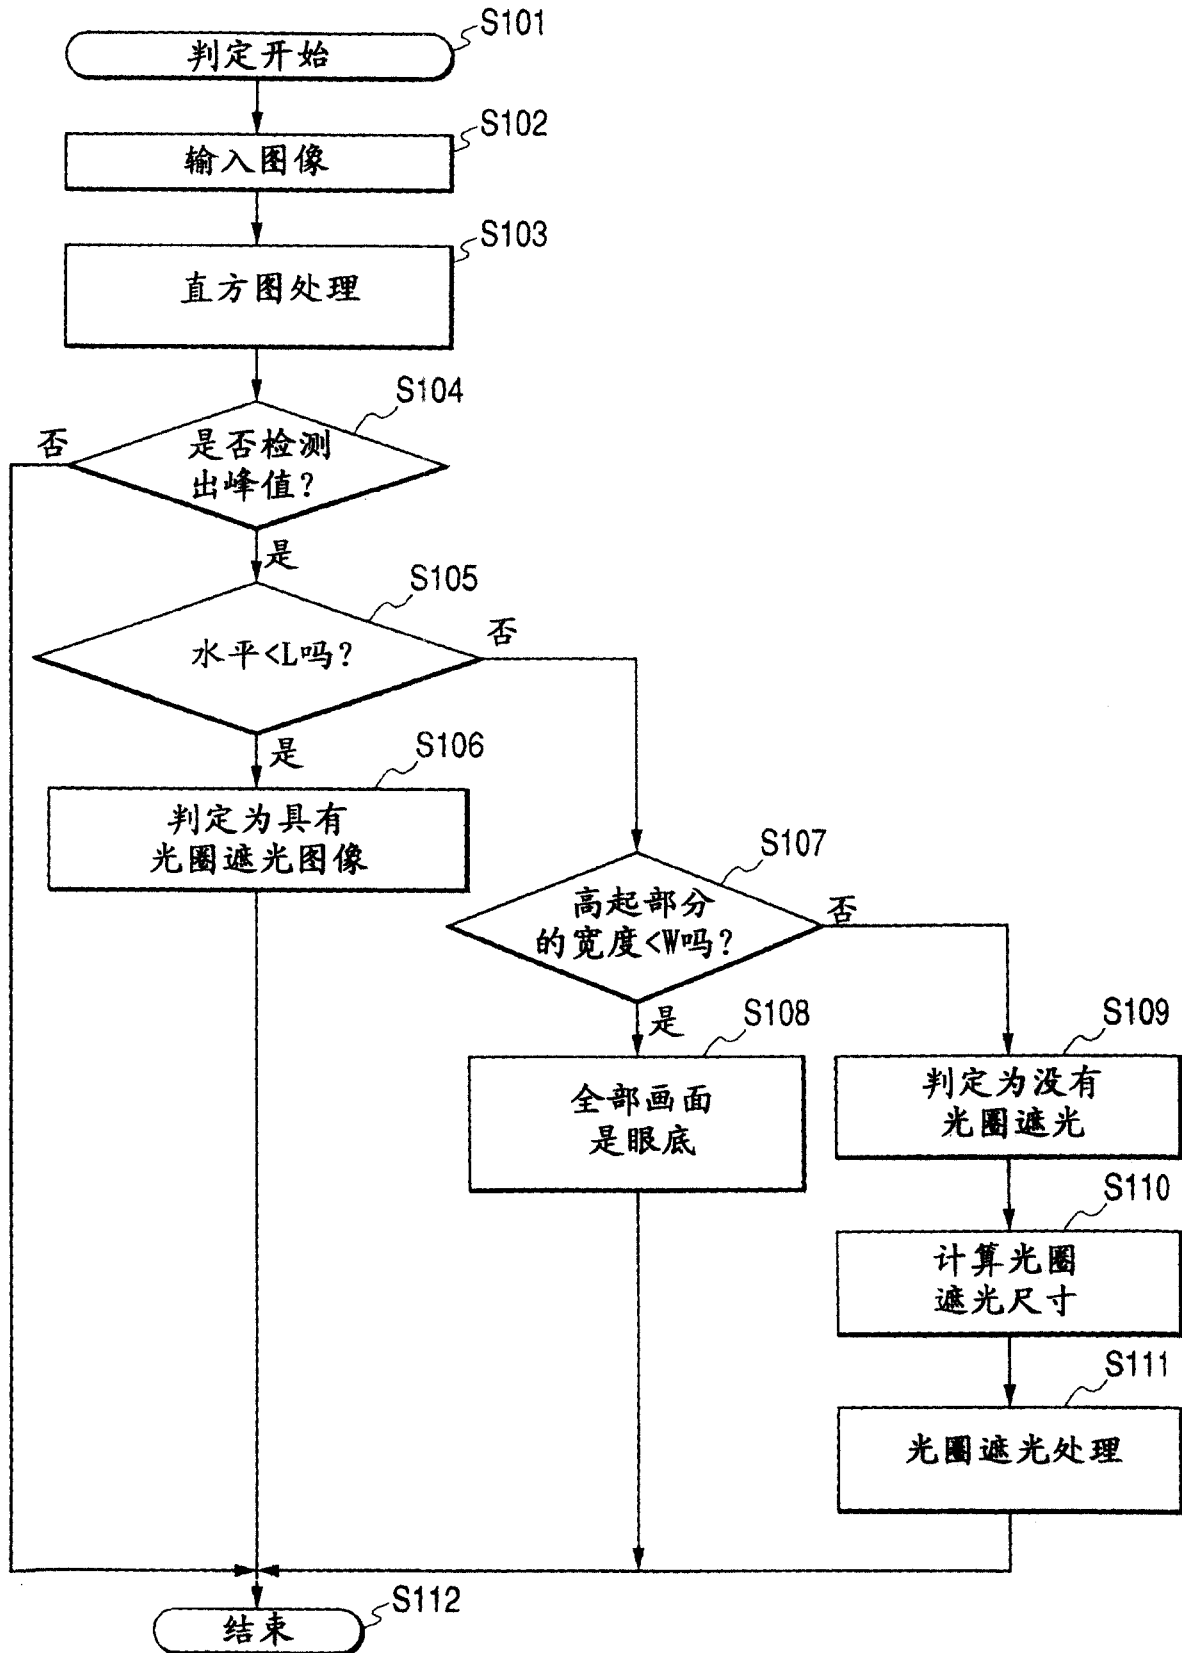 S101
判定开始
S102
输入图像
S103
直方图处理
S104
否
是否检测
出峰值?
是
S105
水平<L吗?
否
是
S106
判定为具有
光圈遮光图像
S107
高起部分
的宽度<W吗?
否
是
S108
全部画面
是眼底
S109
判定为没有
光圈遮光
S110
计算光圈
遮光尺寸
S111
光圈遮光处理
S112
结束